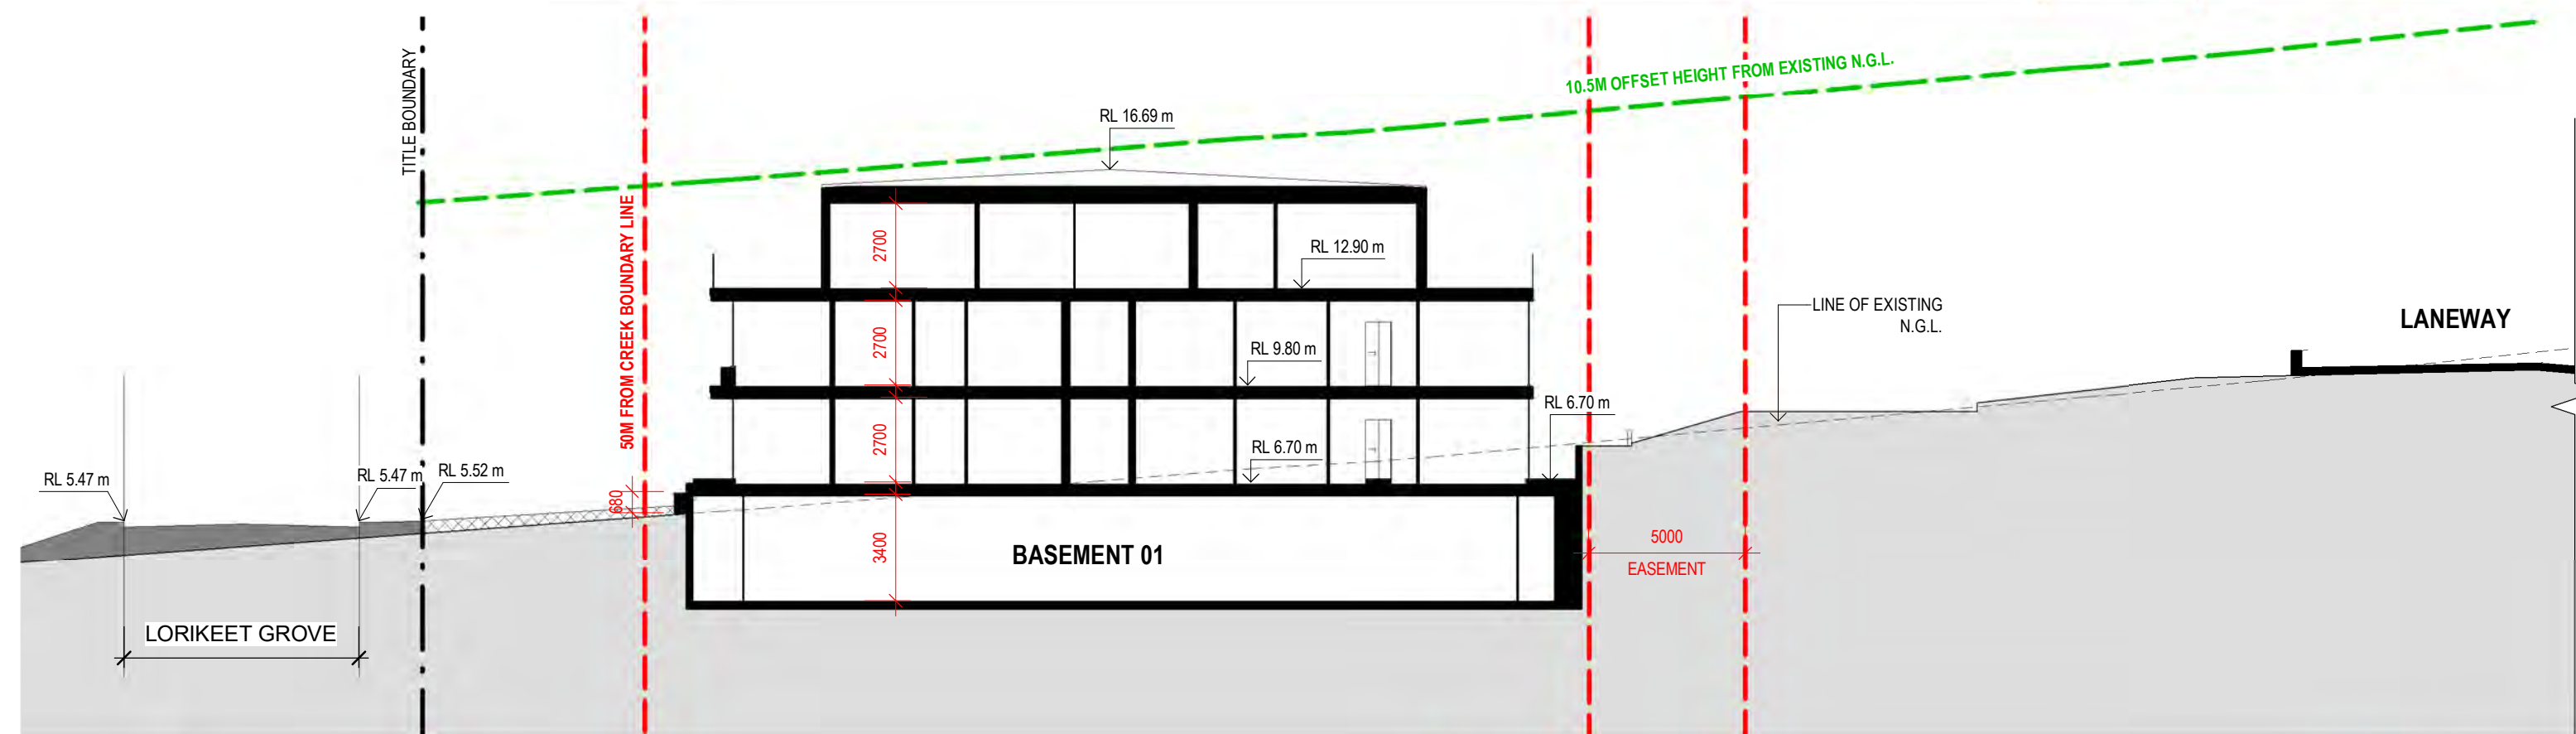 TITLE BOUNDARY
10.5M OFFSET HEIGHT FROM EXISTING N.G.L.
RL 16.69 m
50M FROM CREEK BOUNDARY LINE
2700
RL 12.90 m
LINE OF EXISTING
N.G.L.
LANEWAY
2700
RL 9.80 m
RL 6.70 m
2700
RL 6.70 m
RL 5.47 m
RL 5.47 m
RL 5.52 m
680
3400
BASEMENT 01
5000
EASEMENT
LORIKEET GROVE